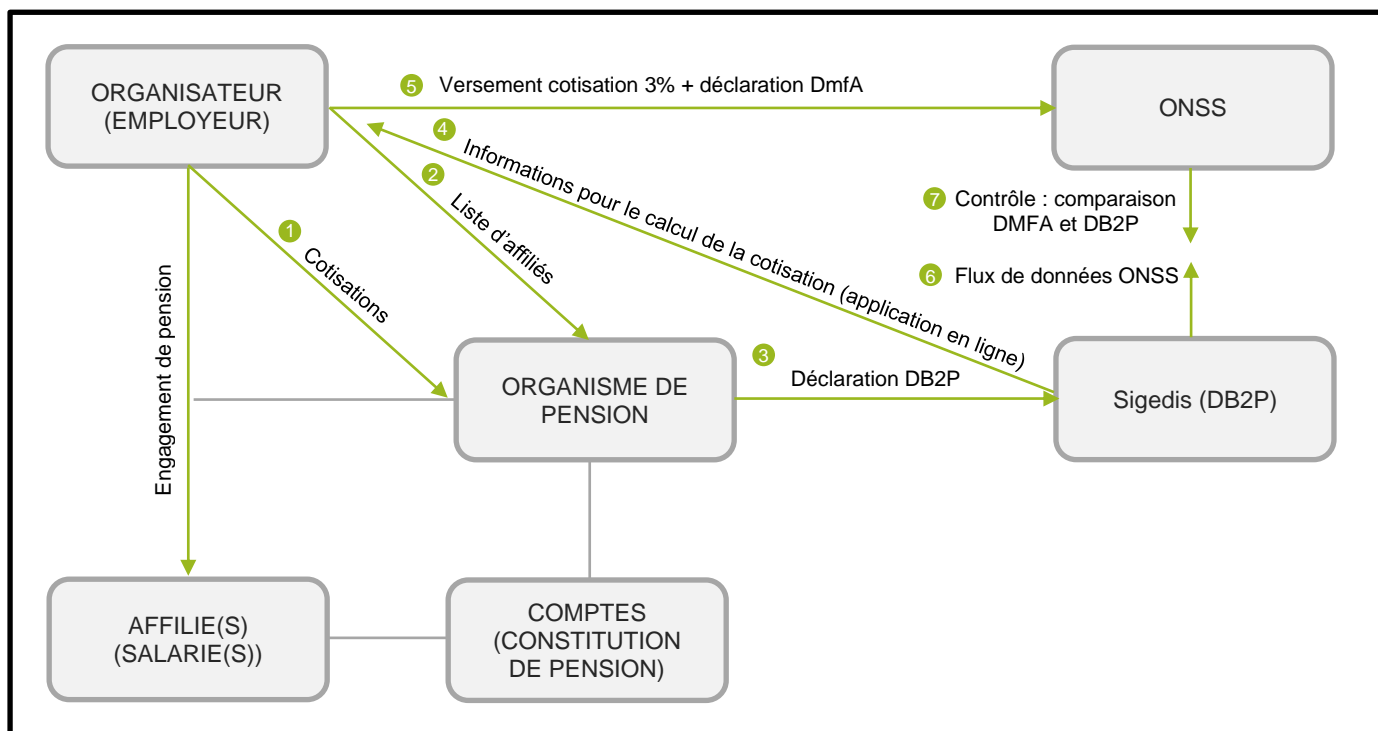 ORGANISATEUR
(EMPLOYEUR)
5 Versement cotisation 3% + déclaration DmfA
ONSS
4 Informations pour le calcul de la cotisation (application en ligne)
2 Liste d'affiliés
1 Cotisations
Engagement de pension
7 Contrôle : comparaison
DMFA et DB2P
6 Flux de données ONSS
ORGANISME DE
PENSION
3 Déclaration DB2P
Sigedis (DB2P)
AFFILIE(S)
(SALARIE(S))
COMPTES
(CONSTITUTION
DE PENSION)